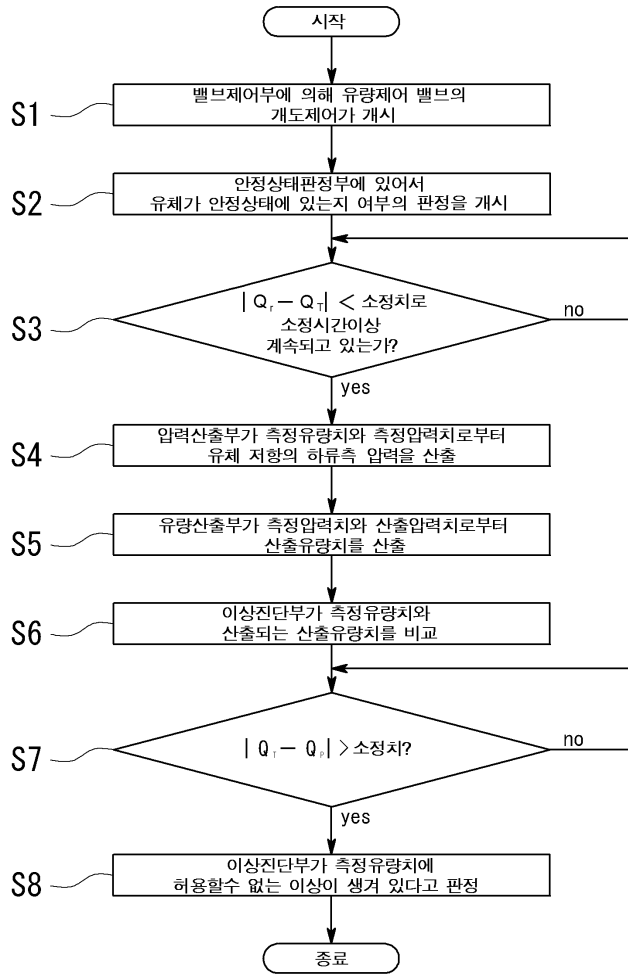 시작
S1
밸브제어부에 의해 유량제어 밸브의
개도제어가 개시
S2
안정상태판정부에 있어서
유체가 안정상태에 있는지 여부의 판정을 개시
S3
| Qr − QT | < 소정치로
소정시간이상
계속되고 있는가?
no
yes
S4
압력산출부가 측정유량치와 측정압력치로부터
유체 저항의 하류측 압력을 산출
S5
유량산출부가 측정압력치와 산출압력치로부터
산출유량치를 산출
S6
이상진단부가 측정유량치와
산출되는 산출유량치를 비교
S7
| QT − QP | > 소정치?
no
yes
S8
이상진단부가 측정유량치에
허용할수 없는 이상이 생겨 있다고 판정
종료